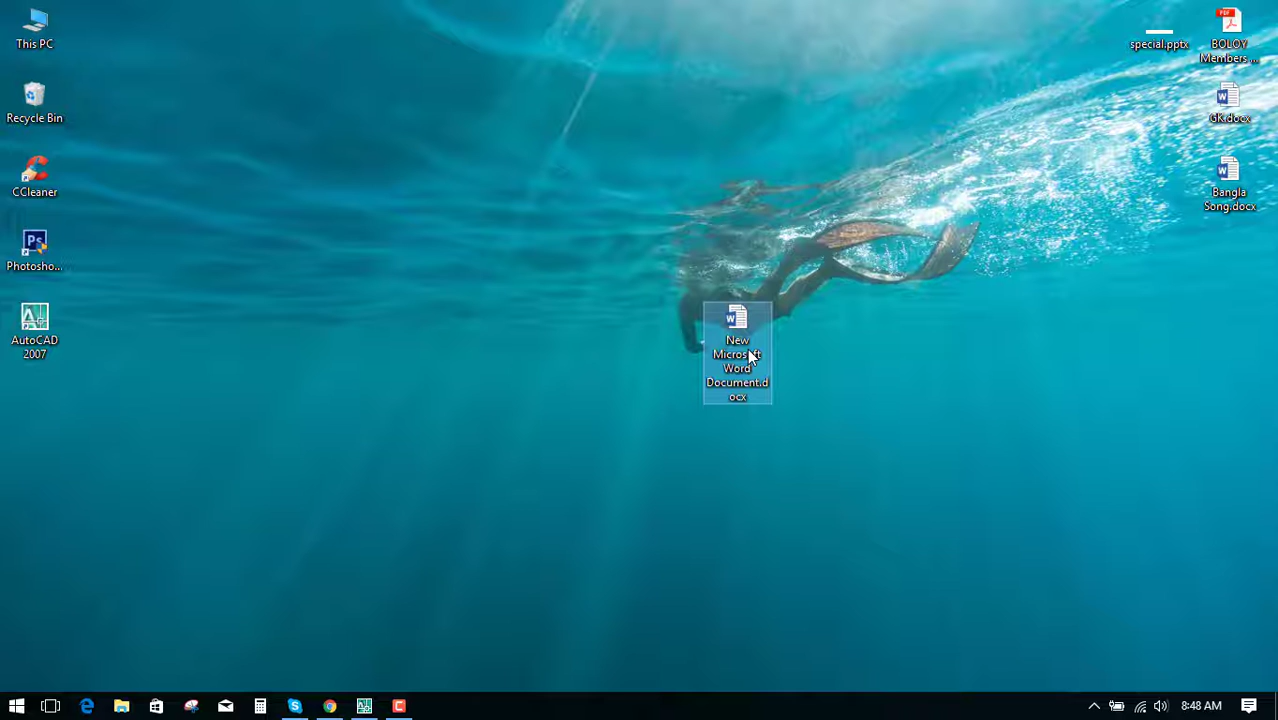 This PC
Recycle Bin
CCleaner
Photosho...
AutoCAD
2007
special.pptx
BOLOY
Members ...
GK.docx
Bangla
Song.docx
New
Microsoft
Word
Document.d
ocx
8:48 AM